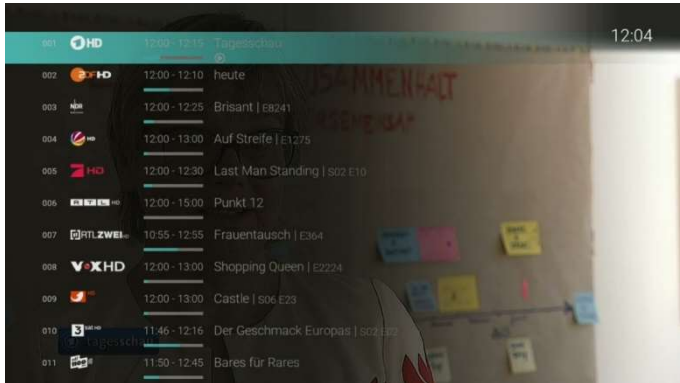 12:04
001 HD 12:00 - 12:15 Tagesschau
002 ZDF HD 12:00 - 12:10 heute
003 NDR 12:00 - 12:25 Brisant | E8241
004 HD 12:00 - 13:00 Auf Streife | E1275
005 HD 12:00 - 12:30 Last Man Standing | S02 E10
006 RTL HD 12:00 - 15:00 Punkt 12
007 RTLZWEI 10:55 - 12:55 Frauentausch | E364
008 VOXHD 12:00 - 13:00 Shopping Queen | E2224
009 HD 12:00 - 13:00 Castle | S06 E23
010 3sat HD 11:46 - 12:16 Der Geschmack Europas | S02
011 11:50 - 12:45 Bares für Rares
ZUSAMMENHALT
tagesschau